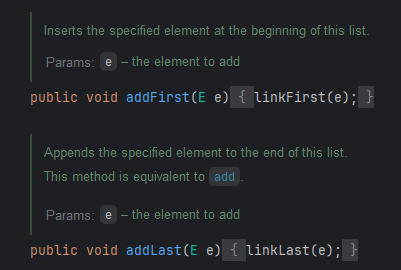 Inserts the specified element at the beginning of this list.
Params: e – the element to add
public void addFirst(E e) { linkFirst(e); }
Appends the specified element to the end of this list.
This method is equivalent to add.
Params: e – the element to add
public void addLast(E e) { linkLast(e); }